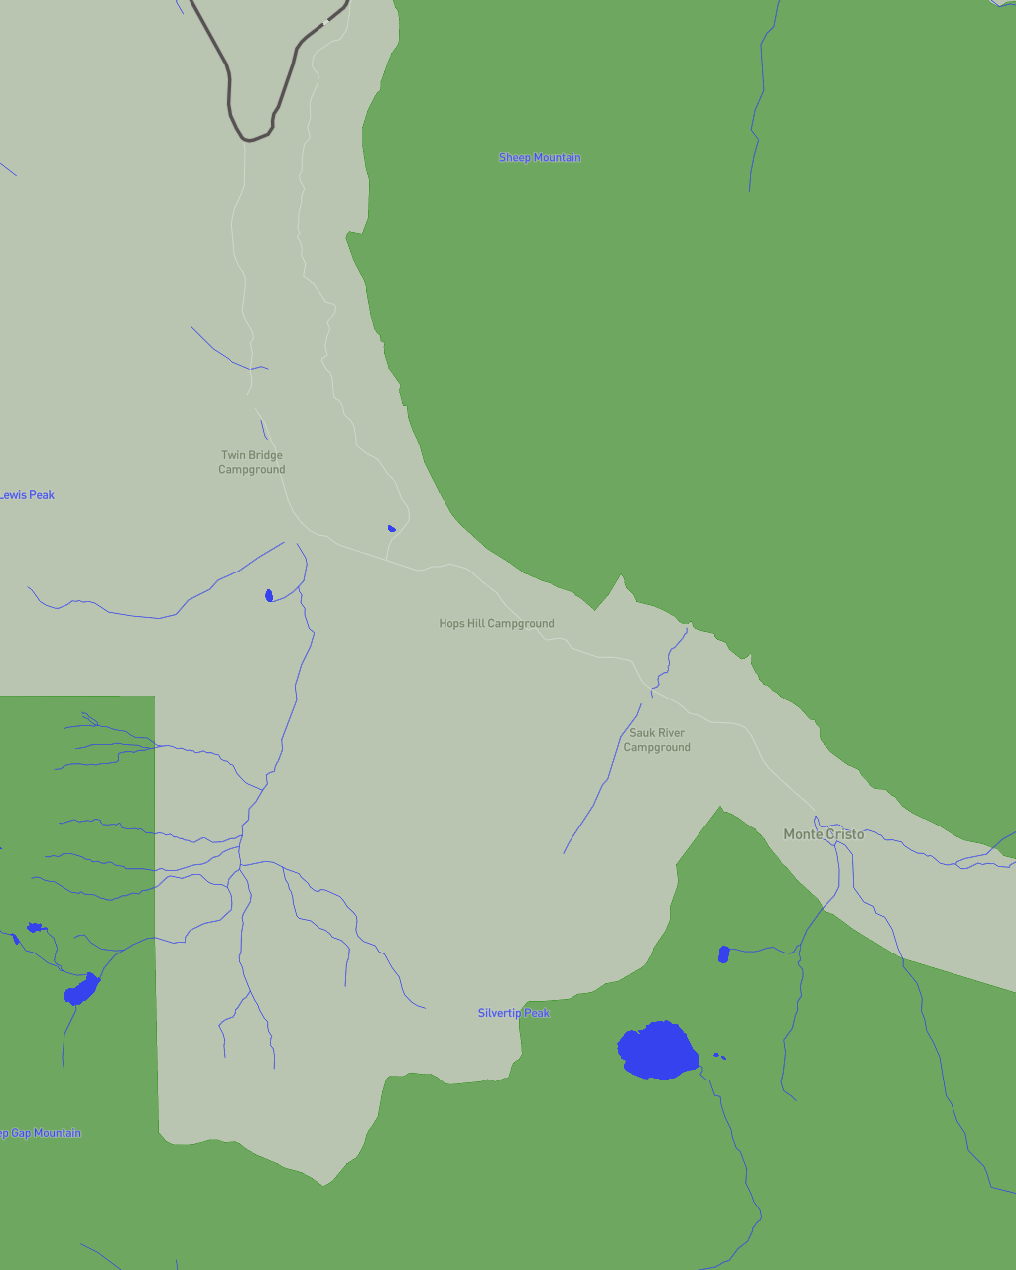 Sheep Mountain
Twin Bridge
Campground
Lewis Peak
Hops Hill Campground
Sauk River
Campground
Monte Cristo
Silvertip Peak
ep Gap Mountain